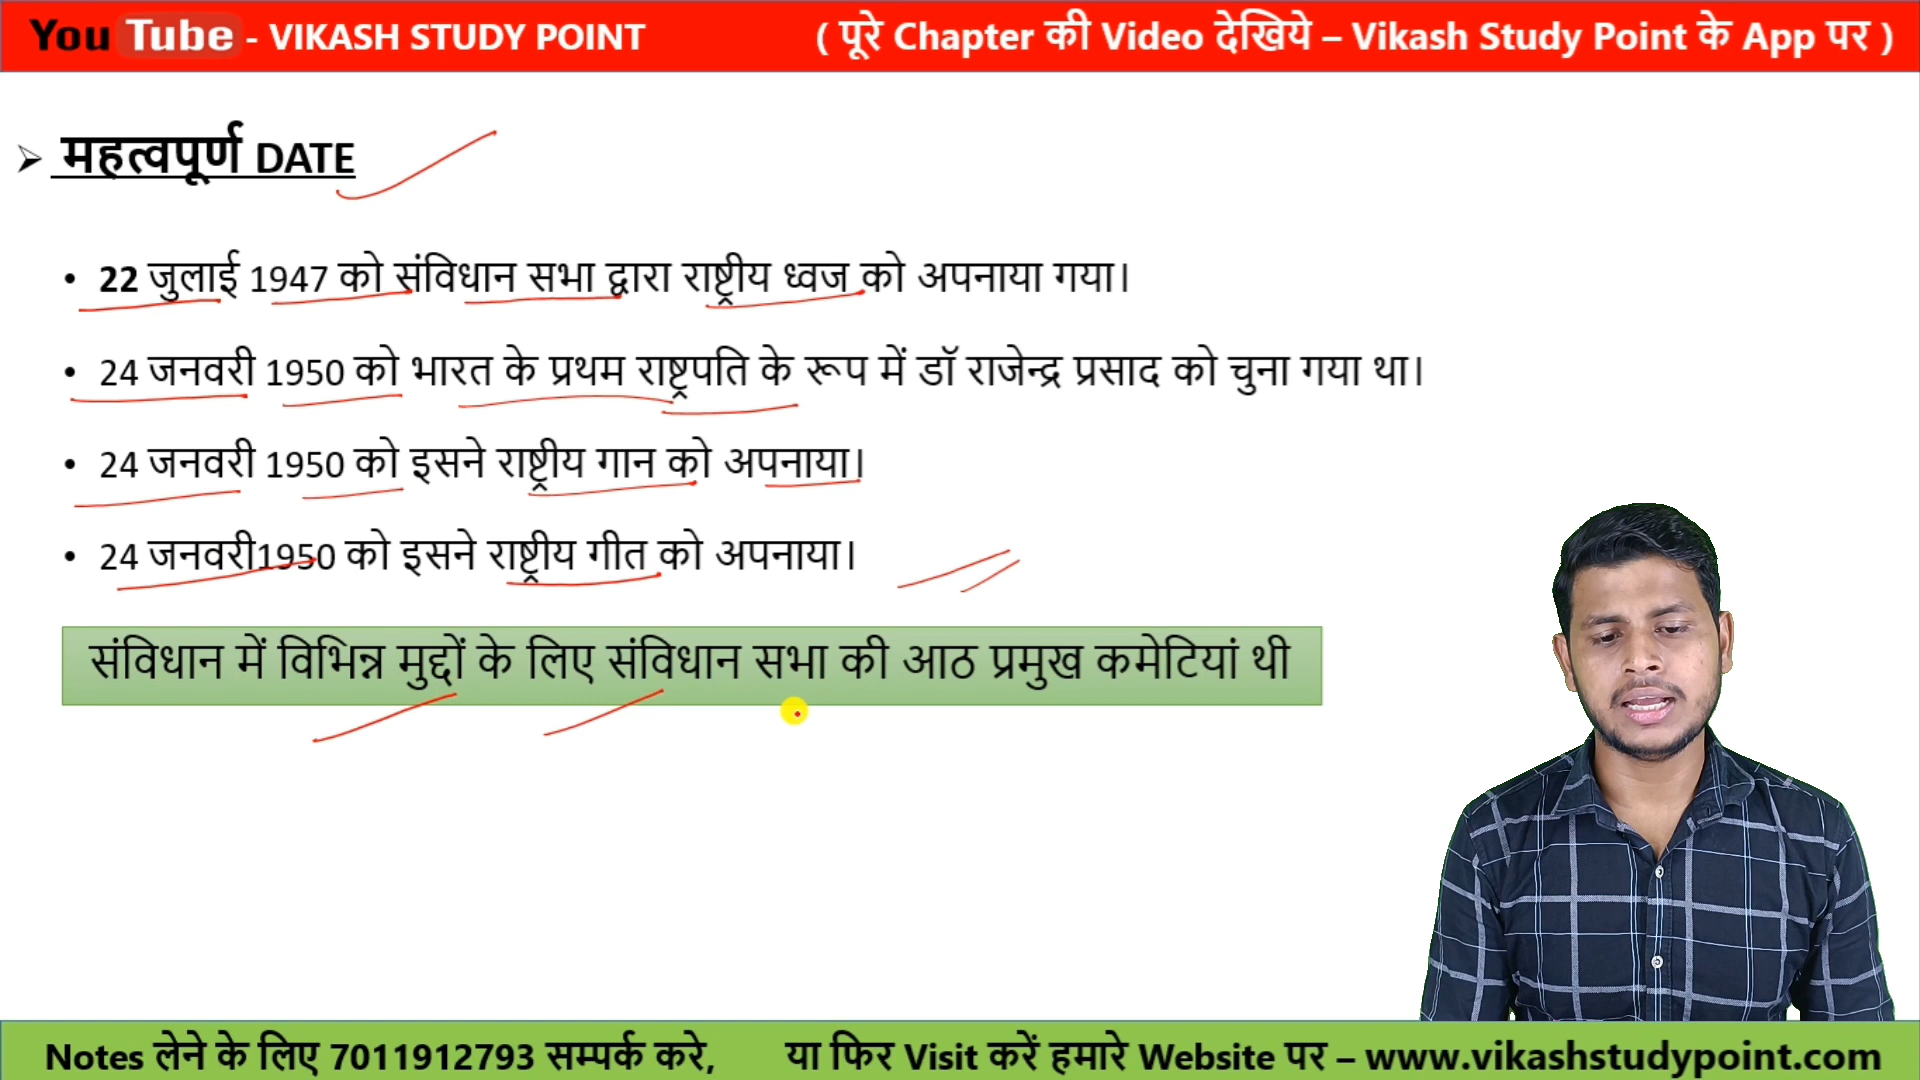 You Tube - VIKASH STUDY POINT ( पूरे Chapter की Video देखिये – Vikash Study Point के App पर )
महत्वपूर्ण DATE
22 जुलाई 1947 को संविधान सभा द्वारा राष्ट्रीय ध्वज को अपनाया गया।
24 जनवरी 1950 को भारत के प्रथम राष्ट्रपति के रूप में डॉ राजेन्द्र प्रसाद को चुना गया था।
24 जनवरी 1950 को इसने राष्ट्रीय गान को अपनाया।
24 जनवरी1950 को इसने राष्ट्रीय गीत को अपनाया।
संविधान में विभिन्न मुद्दों के लिए संविधान सभा की आठ प्रमुख कमेटियां थी
Notes लेने के लिए 7011912793 सम्पर्क करे, या फिर Visit करें हमारे Website पर – www.vikashstudypoint.com